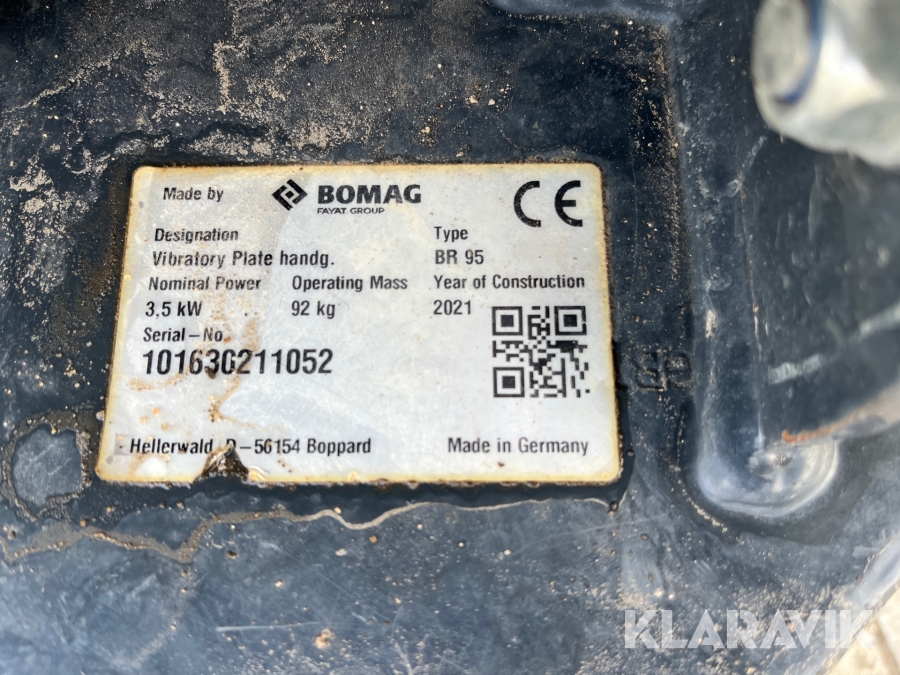 Made by BOMAG
FAYAT GROUP
CE
Designation Type
Vibratory Plate handg. BR 95
Nominal Power Operating Mass Year of Construction
3,5 kW 92 kg 2021
Serial-No.
101630211052
Hellerwald D-56154 Boppard Made in Germany
KLARAVIK